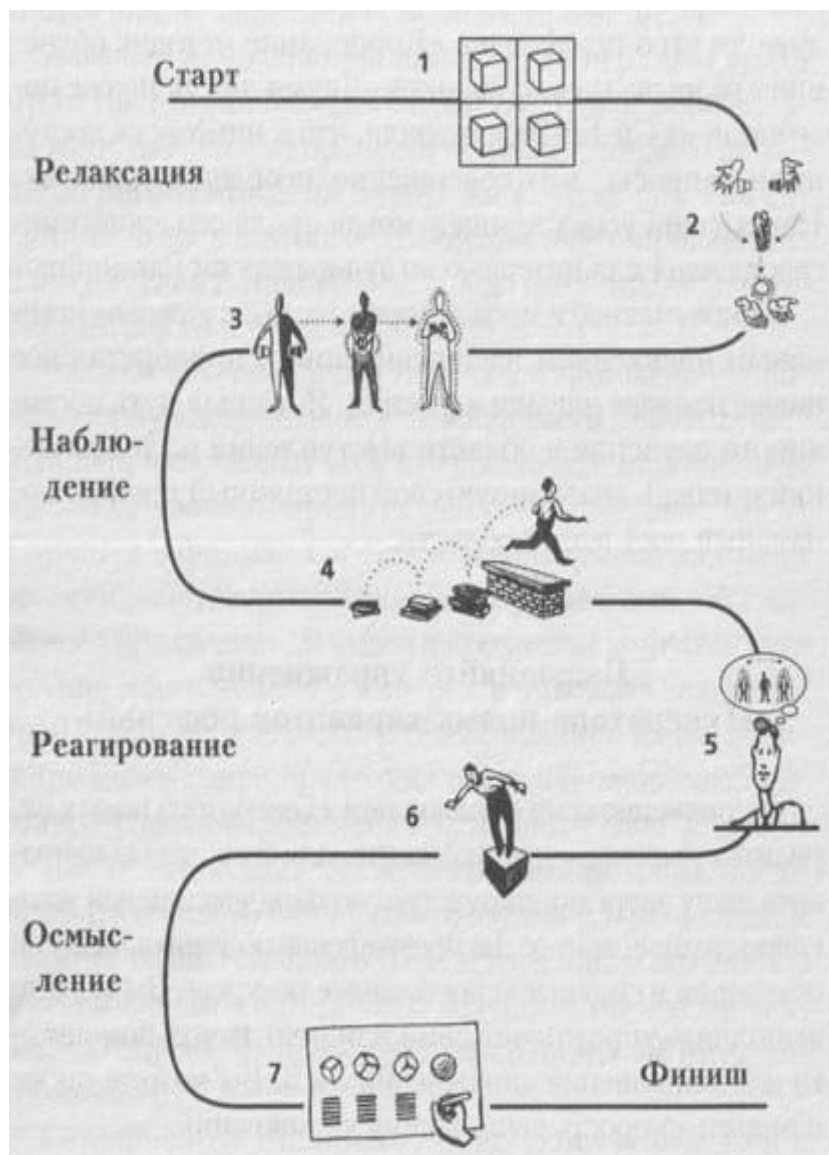 Старт
1
Релаксация
2
3
Наблю-
дение
4
Реагирование
5
6
Осмыс-
ление
7
Финиш